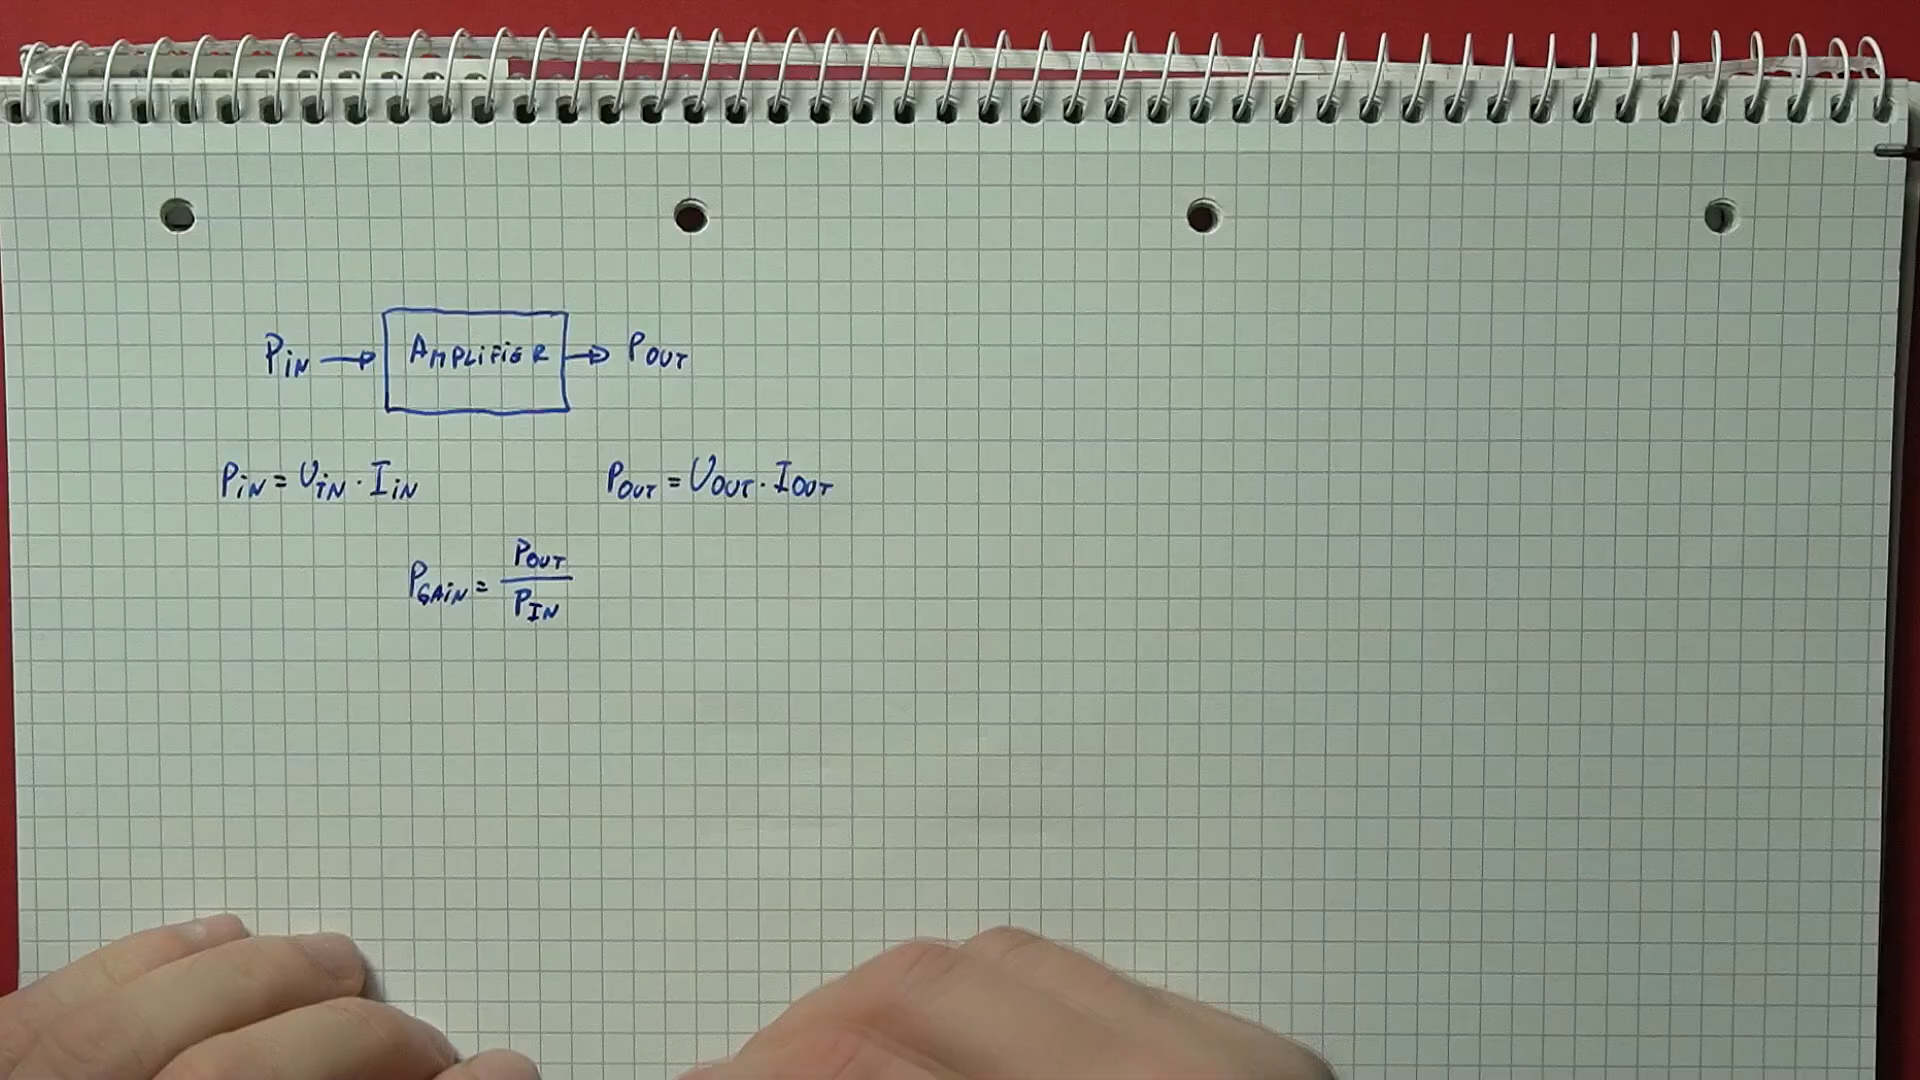 PIN → AMPLIFIER → POUT
PIN = UIN · IIN
POUT = UOUT · IOUT
PGAIN = POUT / PIN